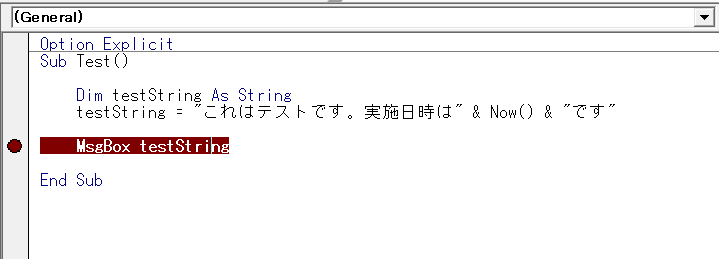 (General)
Option Explicit
Sub Test()
Dim testString As String
testString = "これはテストです。実施日時は" & Now() & "です"
MsgBox testString
End Sub